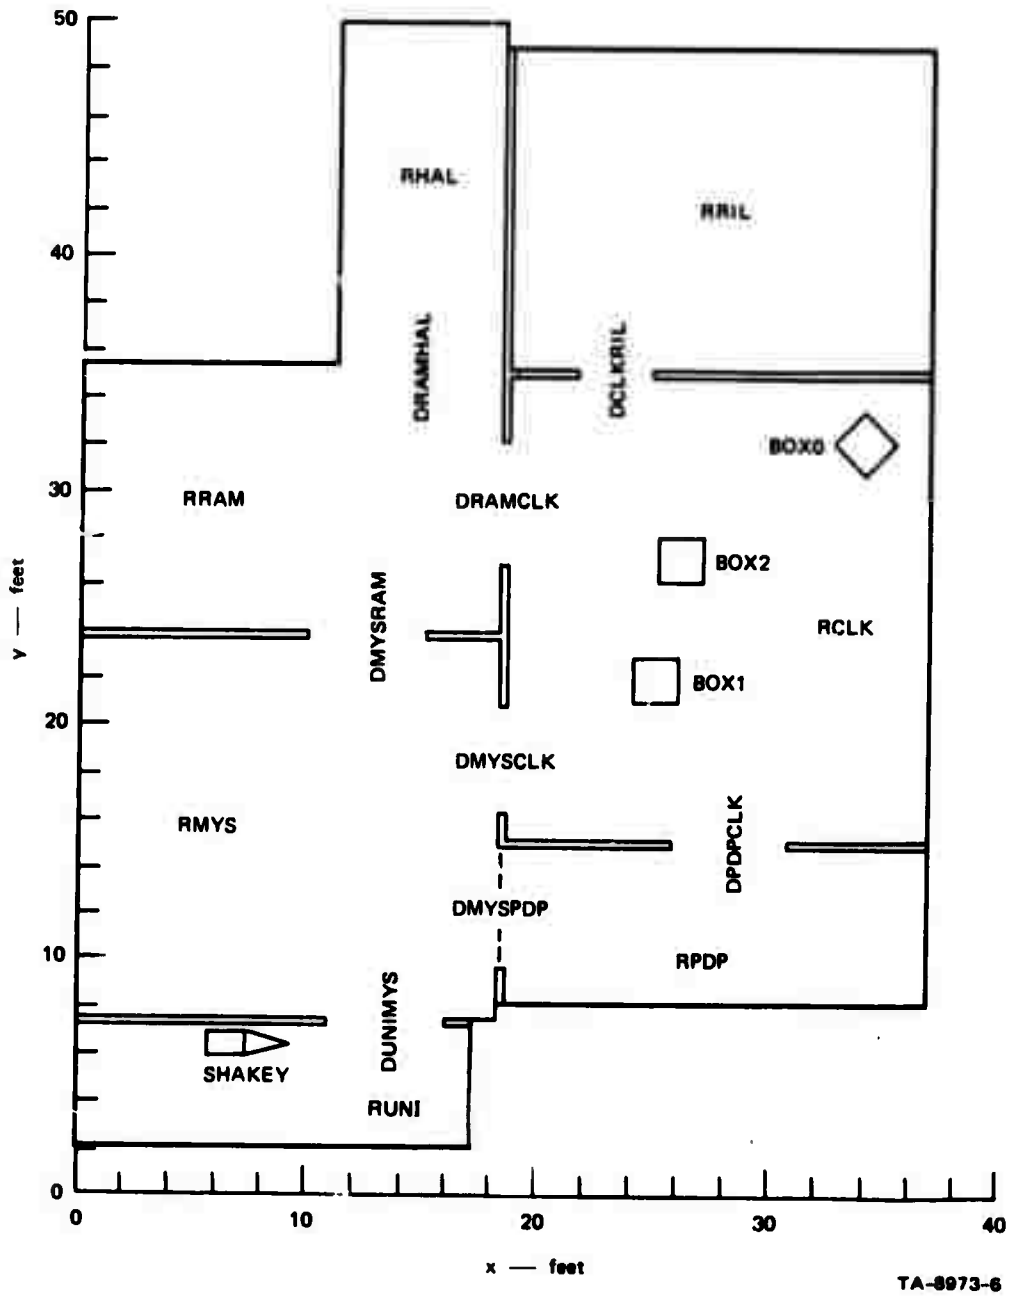 50
RHAL
RRIL
40
DRAMHAL
DCLKRIL
BOX0
30
RRAM
DRAMCLK
BOX2
y — feet
DMYSRAM
RCLK
BOX1
20
DMYSCLK
RMYS
DPDPCLK
DMYSPDP
10
RPDP
DUNIMYS
SHAKEY
RUNI
0
0
10
20
30
40
x — feet
TA-8973-6